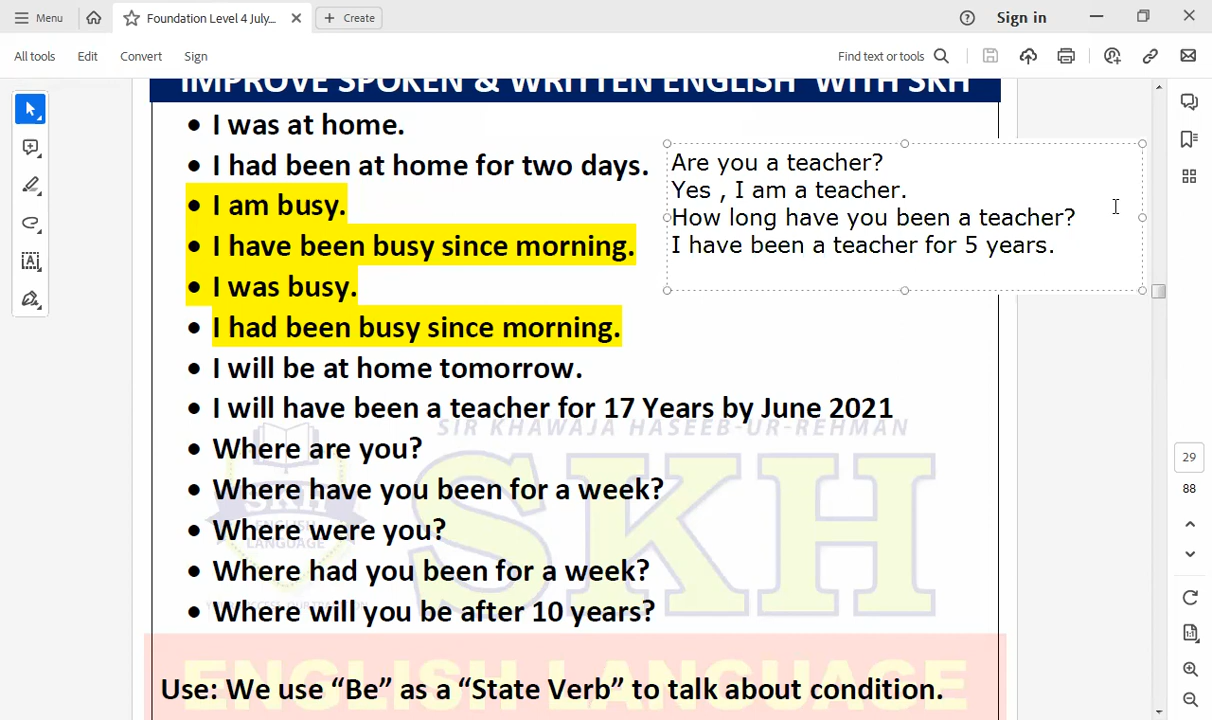 Menu
Foundation Level 4 July...
Create
Sign in
All tools
Edit
Convert
Sign
Find text or tools
IMPROVE SPOKEN & WRITTEN ENGLISH WITH SKH
• I was at home.
• I had been at home for two days.
• I am busy.
• I have been busy since morning.
• I was busy.
• I had been busy since morning.
• I will be at home tomorrow.
• I will have been a teacher for 17 Years by June 2021
• Where are you?
• Where have you been for a week?
• Where were you?
• Where had you been for a week?
• Where will you be after 10 years?
Are you a teacher?
Yes , I am a teacher.
How long have you been a teacher?
I have been a teacher for 5 years.
SIR KHAWAJA HASEEB-UR-REHMAN
SKH
SKH
ENGLISH
LANGUAGE
ENGLISH LANGUAGE
Use: We use “Be” as a “State Verb” to talk about condition.
29
88